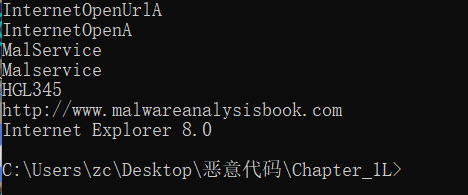 InternetOpenUrlA
InternetOpenA
MalService
Malservice
HGL345
http://www.malwareanalysisbook.com
Internet Explorer 8.0
C:\Users\zc\Desktop\恶意代码\Chapter_1L>